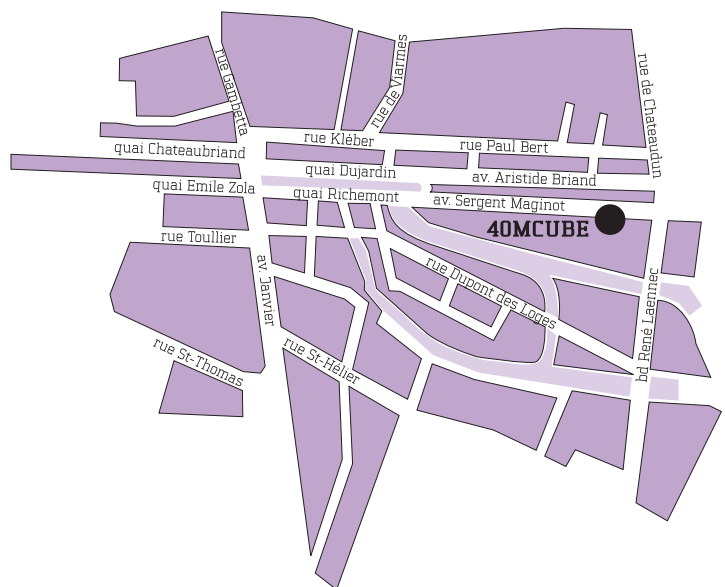 rue Gambetta
rue de Viarmes
rue de Chateaudun
rue Kléber
rue Paul Bert
quai Chateaubriand
quai Dujardin
av. Aristide Briand
quai Emile Zola
quai Richemont
av. Sergent Maginot
40MCUBE
rue Toullier
av. Janvier
rue Dupont des Loges
bd René Laennec
rue St-Thomas
rue St-Hélier